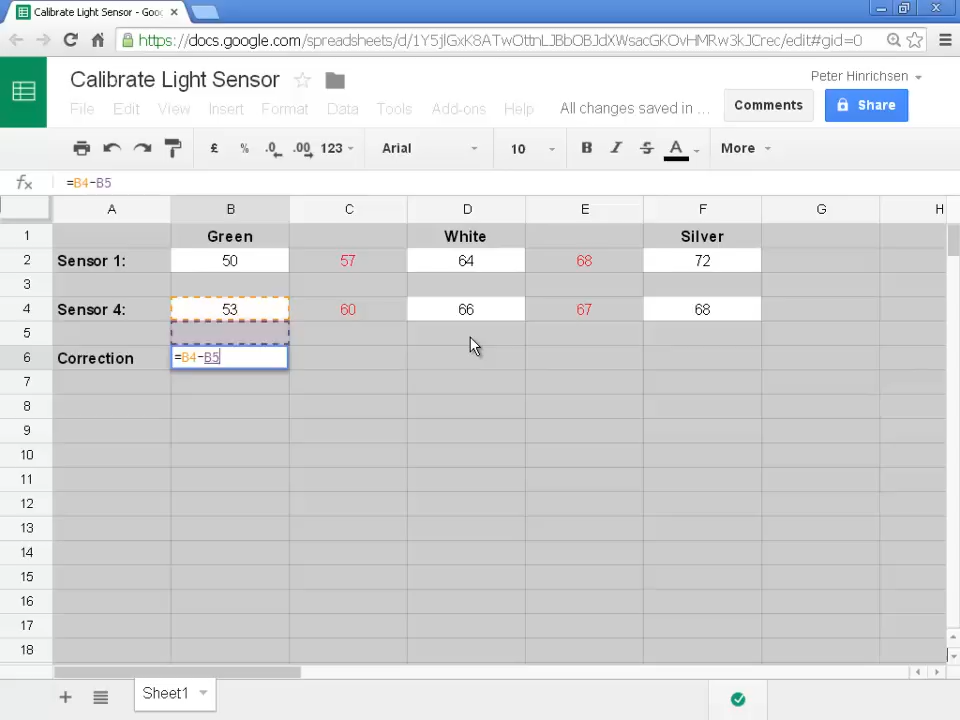 Calibrate Light Sensor - Goo
https://docs.google.com/spreadsheets/d/1Y5jlGxK8ATwOttnLJBbOBJdXWsacGKOvHMRw3kJCrec/edit#gid=0
Calibrate Light Sensor
Peter Hinrichsen
File Edit View Insert Format Data Tools Add-ons Help All changes saved in ...
Comments
Share
£ % .0 .00 123 Arial 10 B I S A More
fx =B4-B5
A B C D E F G H
1 Green White Silver
2 Sensor 1: 50 57 64 68 72
3
4 Sensor 4: 53 60 66 67 68
5
6 Correction =B4-B5
7
8
9
10
11
12
13
14
15
16
17
18
Sheet1